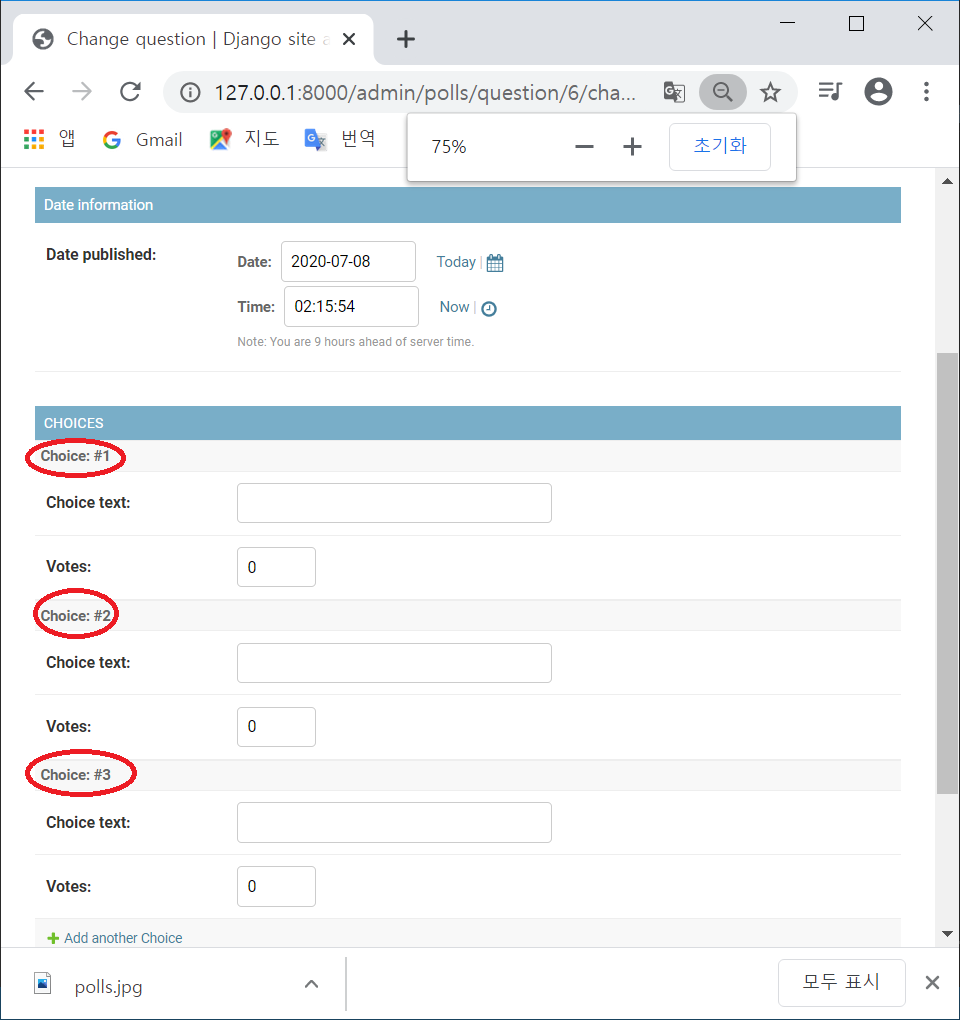 Change question | Django site a
127.0.0.1:8000/admin/polls/question/6/cha...
앱 Gmail 지도 번역
75% 초기화
Date information
Date published: Date: 2020-07-08 Today
Time: 02:15:54 Now
Note: You are 9 hours ahead of server time.
CHOICES
Choice: #1
Choice text:
Votes: 0
Choice: #2
Choice text:
Votes: 0
Choice: #3
Choice text:
Votes: 0
Add another Choice
polls.jpg 모두 표시